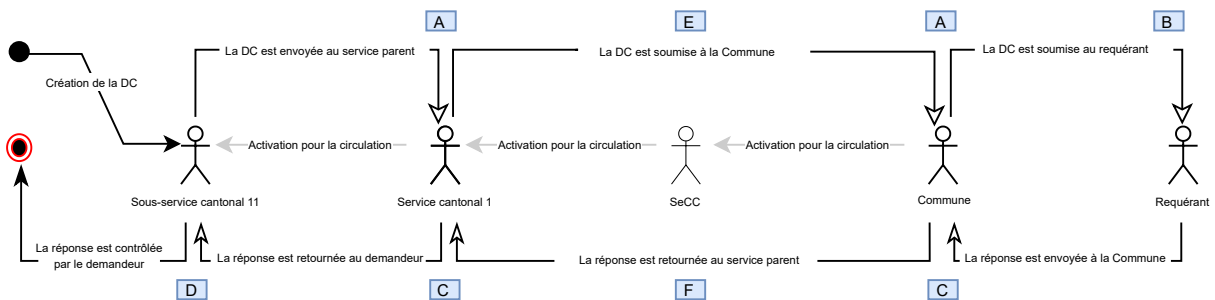 A
E
A
B
La DC est envoyée au service parent
La DC est soumise à la Commune
La DC est soumise au requérant
Création de la DC
Activation pour la circulation
Activation pour la circulation
Activation pour la circulation
Sous-service cantonal 11
Service cantonal 1
SeCC
Commune
Requérant
La réponse est contrôlée
par le demandeur
La réponse est retournée au demandeur
La réponse est retournée au service parent
La réponse est envoyée à la Commune
D
C
F
C